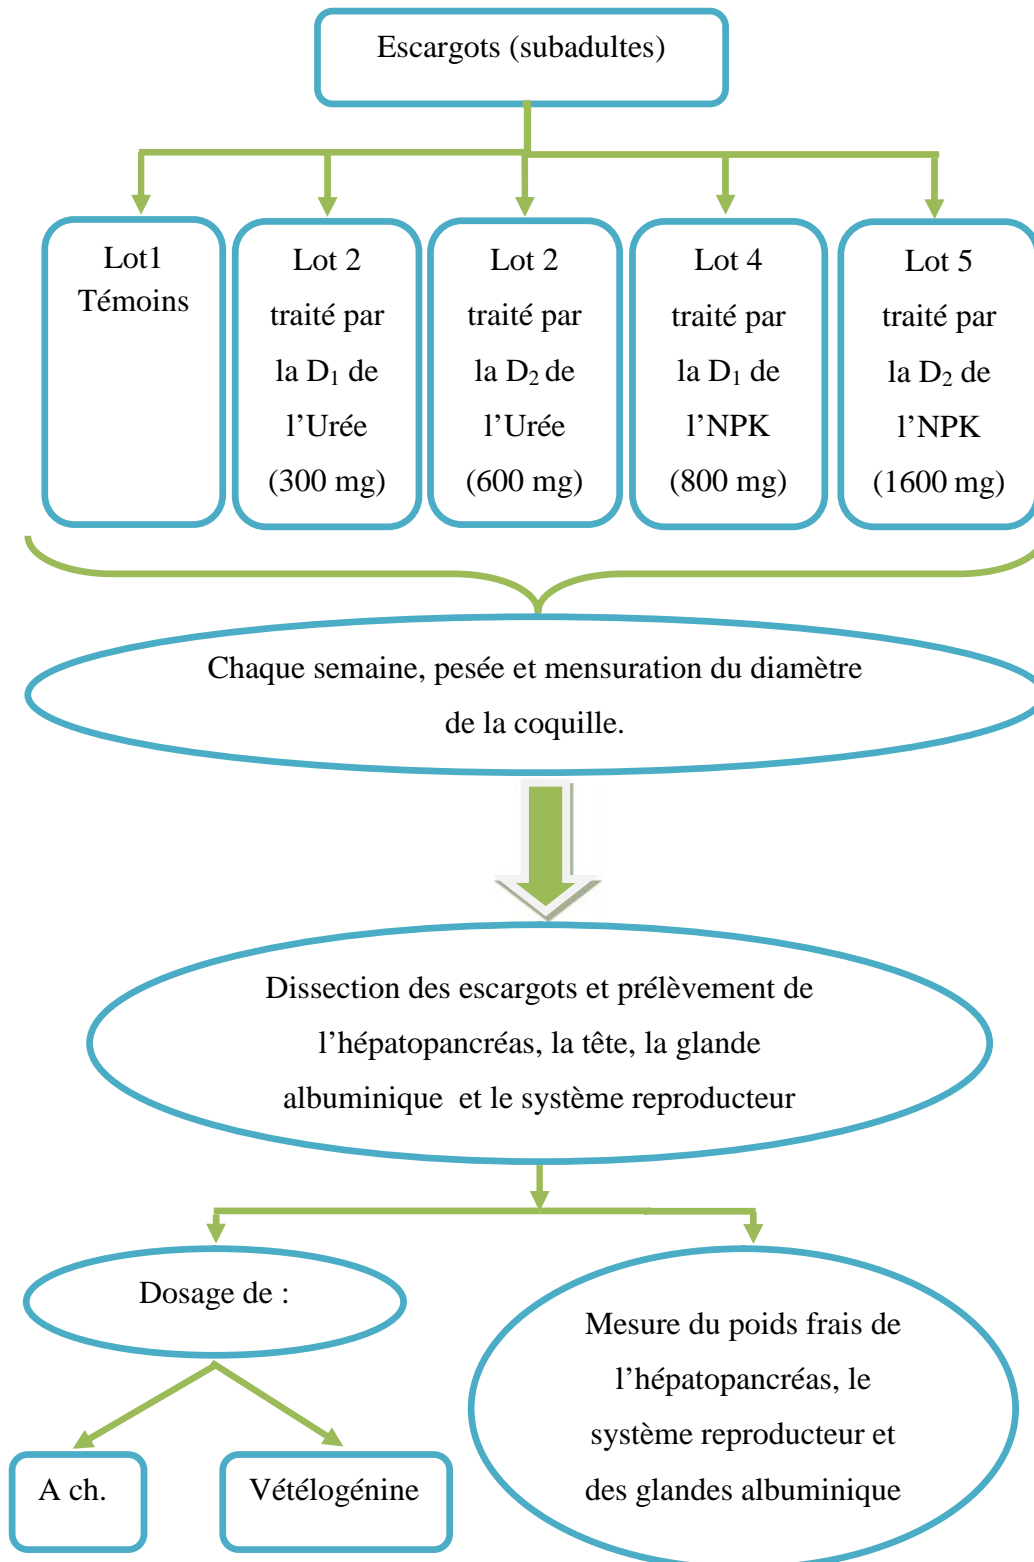 Escargots (subadultes)
Lot1
Témoins
Lot 2
traité par
la D₁ de
l’Urée
(300 mg)
Lot 2
traité par
la D₂ de
l’Urée
(600 mg)
Lot 4
traité par
la D₁ de
l’NPK
(800 mg)
Lot 5
traité par
la D₂ de
l’NPK
(1600 mg)
Chaque semaine, pesée et mensuration du diamètre
de la coquille.
Dissection des escargots et prélèvement de
l’hépatopancréas, la tête, la glande
albuminique et le système reproducteur
Dosage de :
A ch.
Vétélogénine
Mesure du poids frais de
l’hépatopancréas, le
système reproducteur et
des glandes albuminique